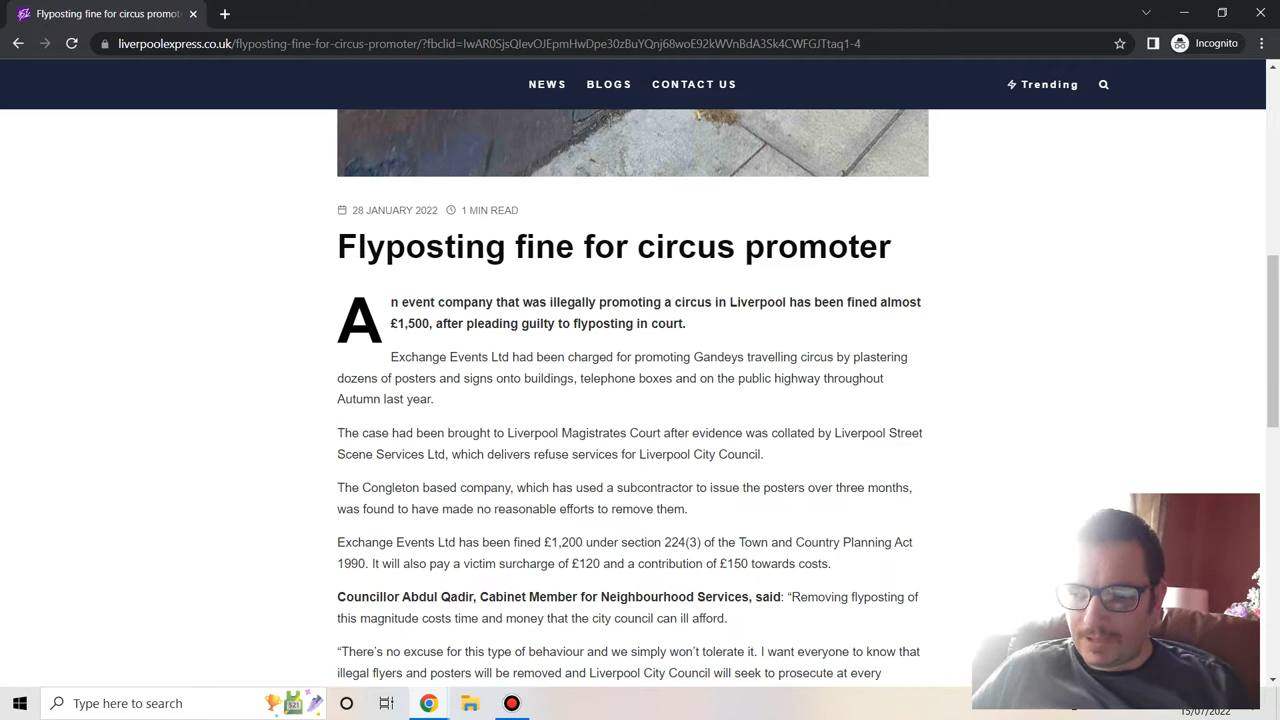 Flyposting fine for circus promot
liverpoolexpress.co.uk/flyposting-fine-for-circus-promoter/?fbclid=IwAR0SjsQIevOJEpmHwDpe30zBuYQnj68woE92kWVnBdA3Sk4CWFGJTtaq1-4
Incognito
NEWS BLOGS CONTACT US Trending
28 JANUARY 2022 1 MIN READ
Flyposting fine for circus promoter
An event company that was illegally promoting a circus in Liverpool has been fined almost
£1,500, after pleading guilty to flyposting in court.
Exchange Events Ltd had been charged for promoting Gandeys travelling circus by plastering
dozens of posters and signs onto buildings, telephone boxes and on the public highway throughout
Autumn last year.
The case had been brought to Liverpool Magistrates Court after evidence was collated by Liverpool Street
Scene Services Ltd, which delivers refuse services for Liverpool City Council.
The Congleton based company, which has used a subcontractor to issue the posters over three months,
was found to have made no reasonable efforts to remove them.
Exchange Events Ltd has been fined £1,200 under section 224(3) of the Town and Country Planning Act
1990. It will also pay a victim surcharge of £120 and a contribution of £150 towards costs.
Councillor Abdul Qadir, Cabinet Member for Neighbourhood Services, said: “Removing flyposting of
this magnitude costs time and money that the city council can ill afford.
“There’s no excuse for this type of behaviour and we simply won’t tolerate it. I want everyone to know that
illegal flyers and posters will be removed and Liverpool City Council will seek to prosecute at every
Type here to search
521
15/07/2022